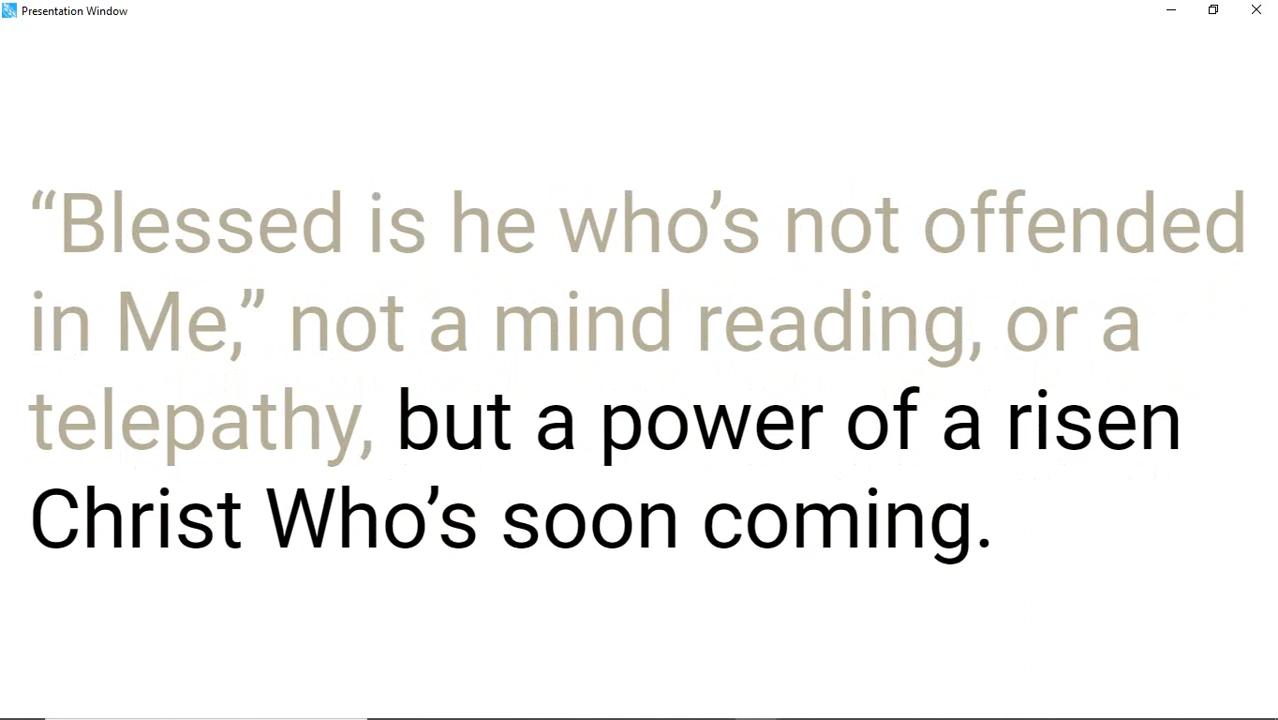 Presentation Window
“Blessed is he who’s not offended
in Me,” not a mind reading, or a
telepathy, but a power of a risen
Christ Who’s soon coming.